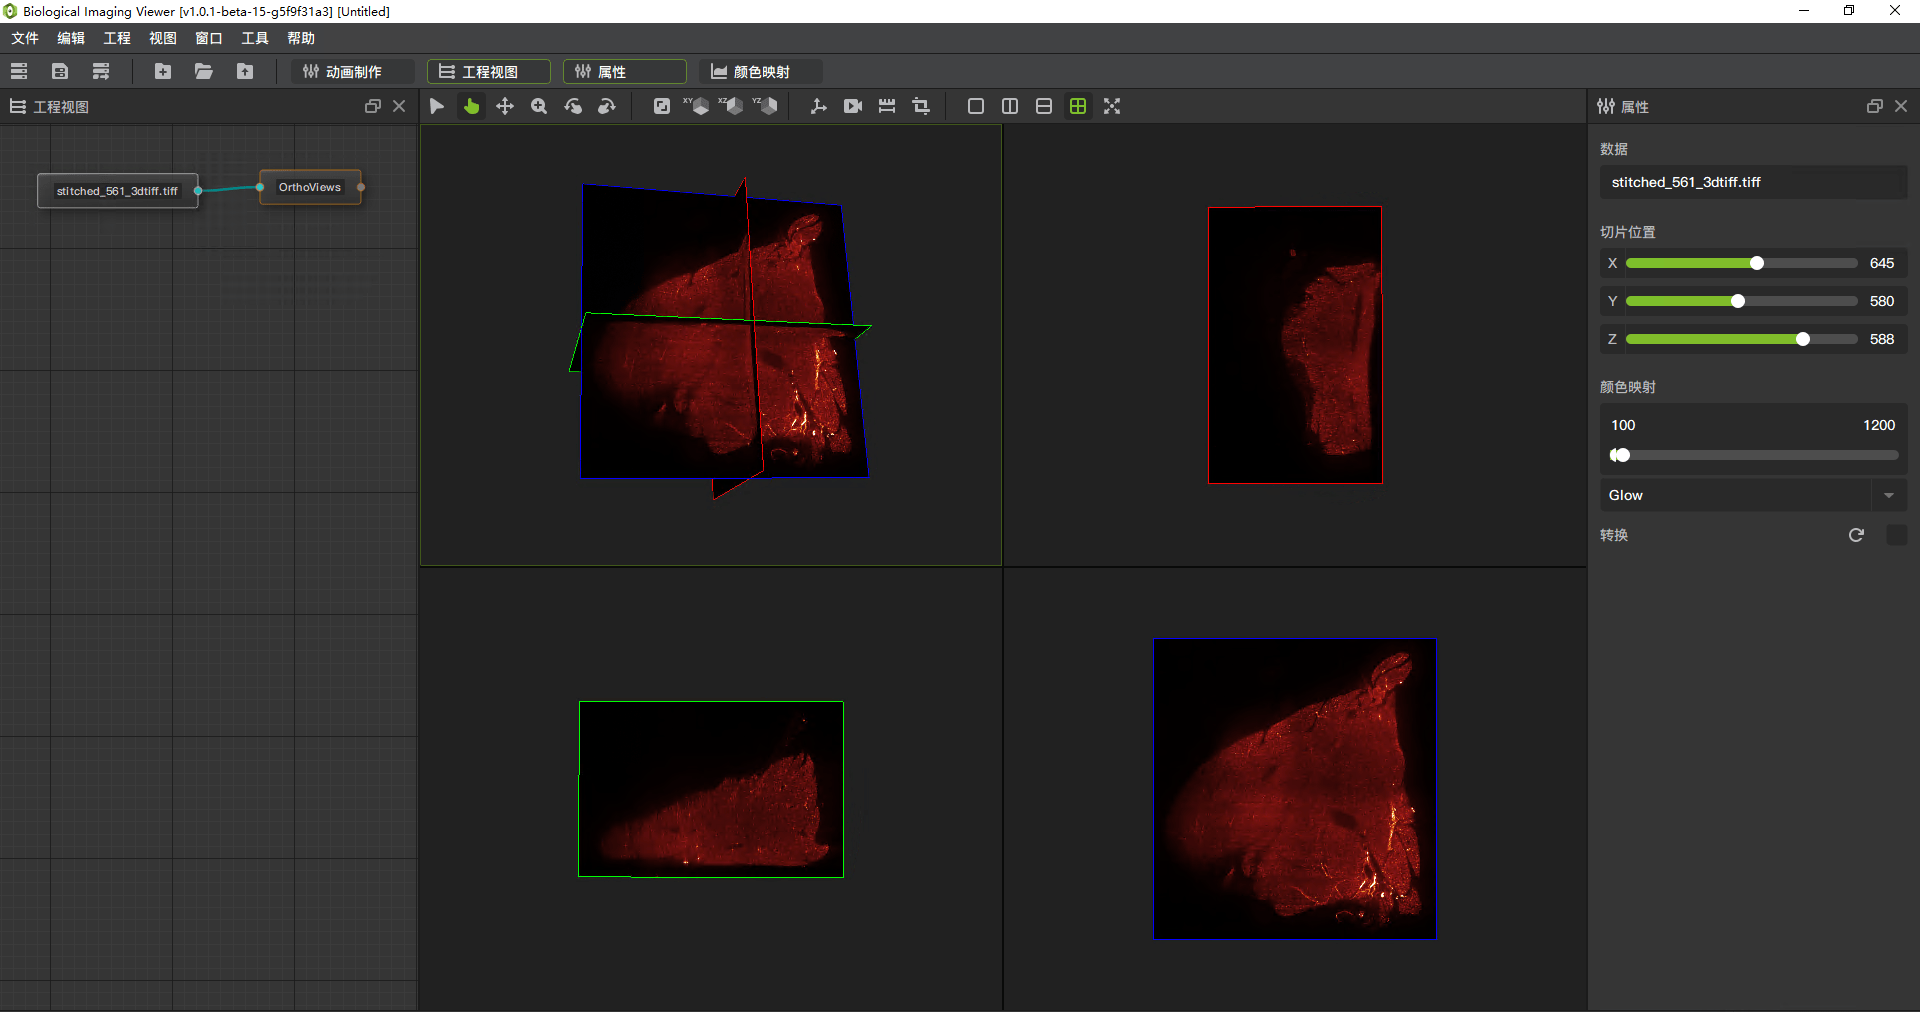 Biological Imaging Viewer [v1.0.1-beta-15-g5f9f31a3] [Untitled]
文件 编辑 工程 视图 窗口 工具 帮助
动画制作 工程视图 属性 颜色映射
工程视图
XY XZ YZ
属性
stitched_561_3dtiff.tiff
OrthoViews
数据
stitched_561_3dtiff.tiff
切片位置
X 645
Y 580
Z 588
颜色映射
100 1200
Glow
转换